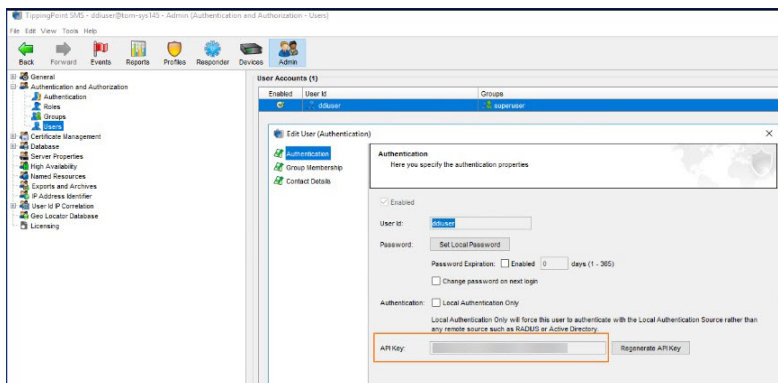 TippingPoint SMS - ddiuser@tam-sys145 - Admin (Authentication and Authorization - Users)
File Edit View Tools Help
Back Forward Events Reports Profiles Responder Devices Admin
General
Authentication and Authorization
Authentication
Roles
Groups
Users
Certificate Management
Database
Server Properties
High Availability
Named Resources
Exports and Archives
IP Address Identifier
User Id IP Correlation
Geo Locator Database
Licensing
User Accounts (1)
Enabled User Id Groups
ddiuser superuser
Edit User (Authentication)
Authentication
Group Membership
Contact Details
Authentication
Here you specify the authentication properties
Enabled
User Id: ddiuser
Password: Set Local Password
Password Expiration: Enabled 0 days (1 - 365)
Change password on next login
Authentication: Local Authentication Only
Local Authentication Only will force this user to authenticate with the Local Authentication Source rather than
any remote source such as RADIUS or Active Directory.
API Key: Regenerate API Key